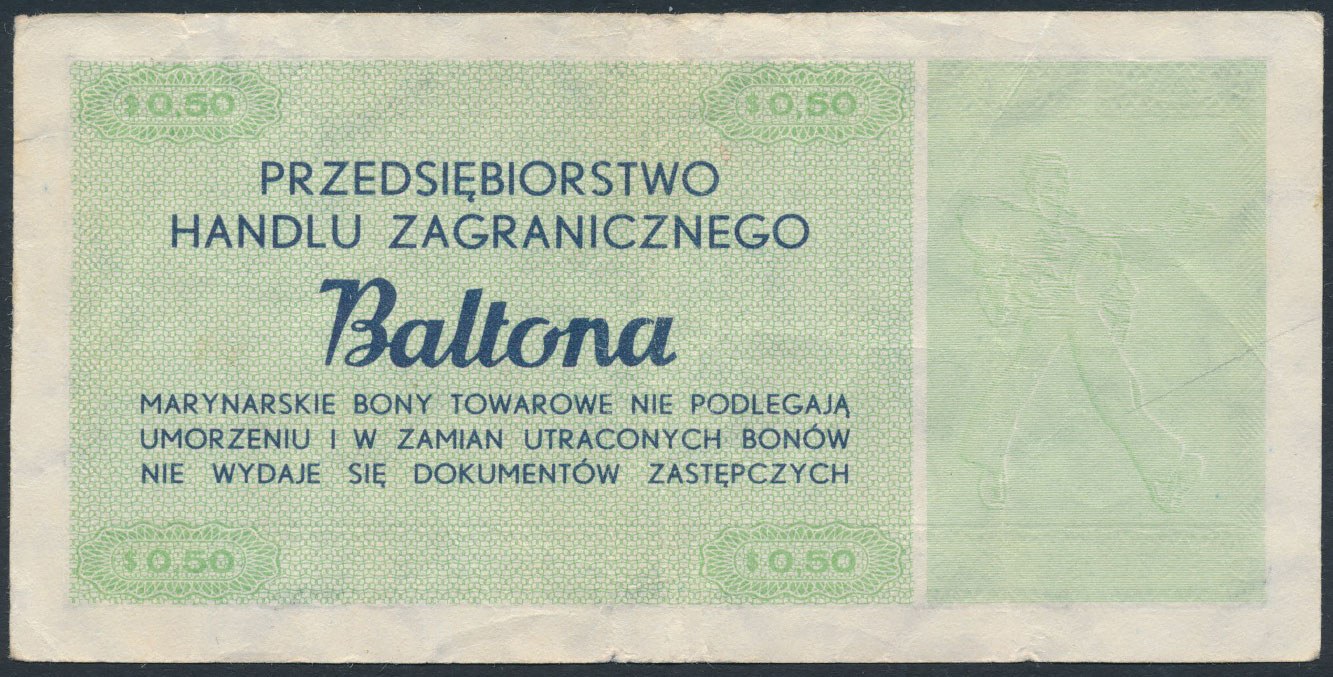 $ 0,50 $ 0,50
PRZEDSIĘBIORSTWO
HANDLU ZAGRANICZNEGO
Baltona
MARYNARSKIE BONY TOWAROWE NIE PODLEGAJĄ
UMORZENIU I W ZAMIAN UTRACONYCH BONÓW
NIE WYDAJE SIĘ DOKUMENTÓW ZASTĘPCZYCH
$ 0.50 $ 0.50